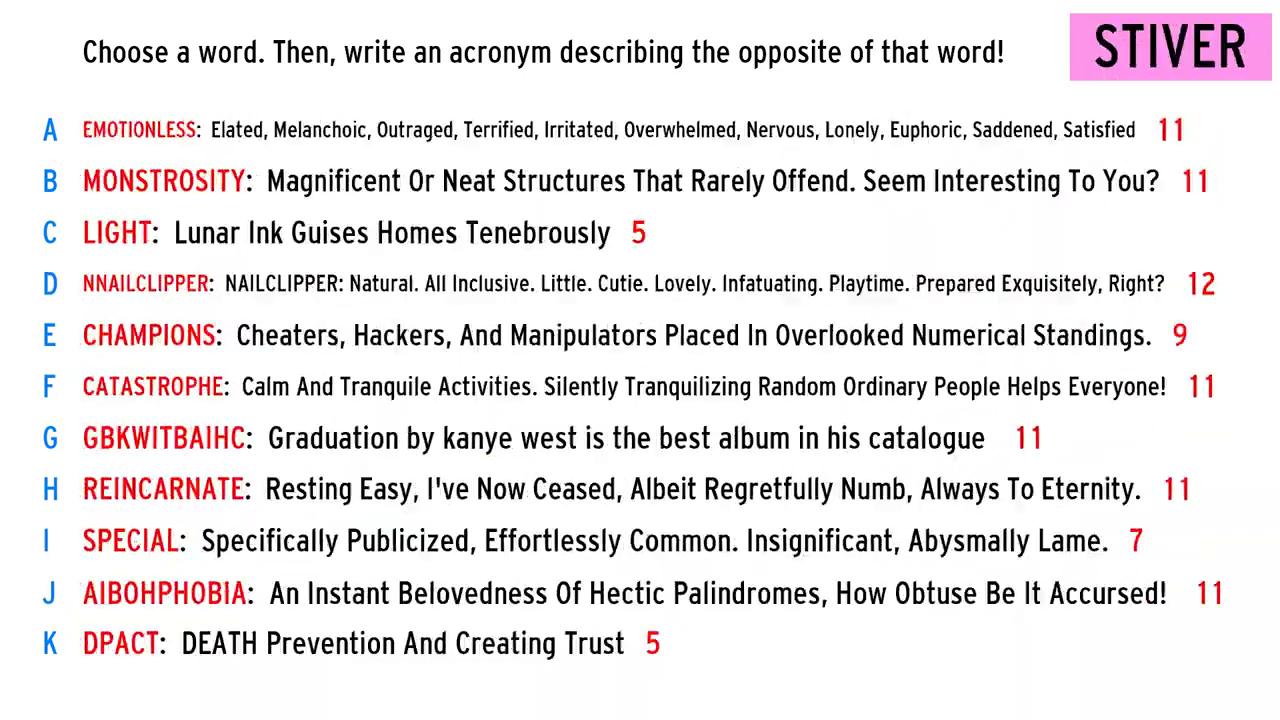 Choose a word. Then, write an acronym describing the opposite of that word!
STIVER
A EMOTIONLESS: Elated, Melanchoic, Outraged, Terrified, Irritated, Overwhelmed, Nervous, Lonely, Euphoric, Saddened, Satisfied 11
B MONSTROSITY: Magnificent Or Neat Structures That Rarely Offend. Seem Interesting To You? 11
C LIGHT: Lunar Ink Guises Homes Tenebrously 5
D NNAILCLIPPER: NAILCLIPPER: Natural. All Inclusive. Little. Cutie. Lovely. Infatuating. Playtime. Prepared Exquisitely, Right? 12
E CHAMPIONS: Cheaters, Hackers, And Manipulators Placed In Overlooked Numerical Standings. 9
F CATASTROPHE: Calm And Tranquile Activities. Silently Tranquilizing Random Ordinary People Helps Everyone! 11
G GBKWITBAIHC: Graduation by kanye west is the best album in his catalogue 11
H REINCARNATE: Resting Easy, I've Now Ceased, Albeit Regretfully Numb, Always To Eternity. 11
I SPECIAL: Specifically Publicized, Effortlessly Common. Insignificant, Abysmally Lame. 7
J AIBOHPHOBIA: An Instant Belovedness Of Hectic Palindromes, How Obtuse Be It Accursed! 11
K DPACT: DEATH Prevention And Creating Trust 5